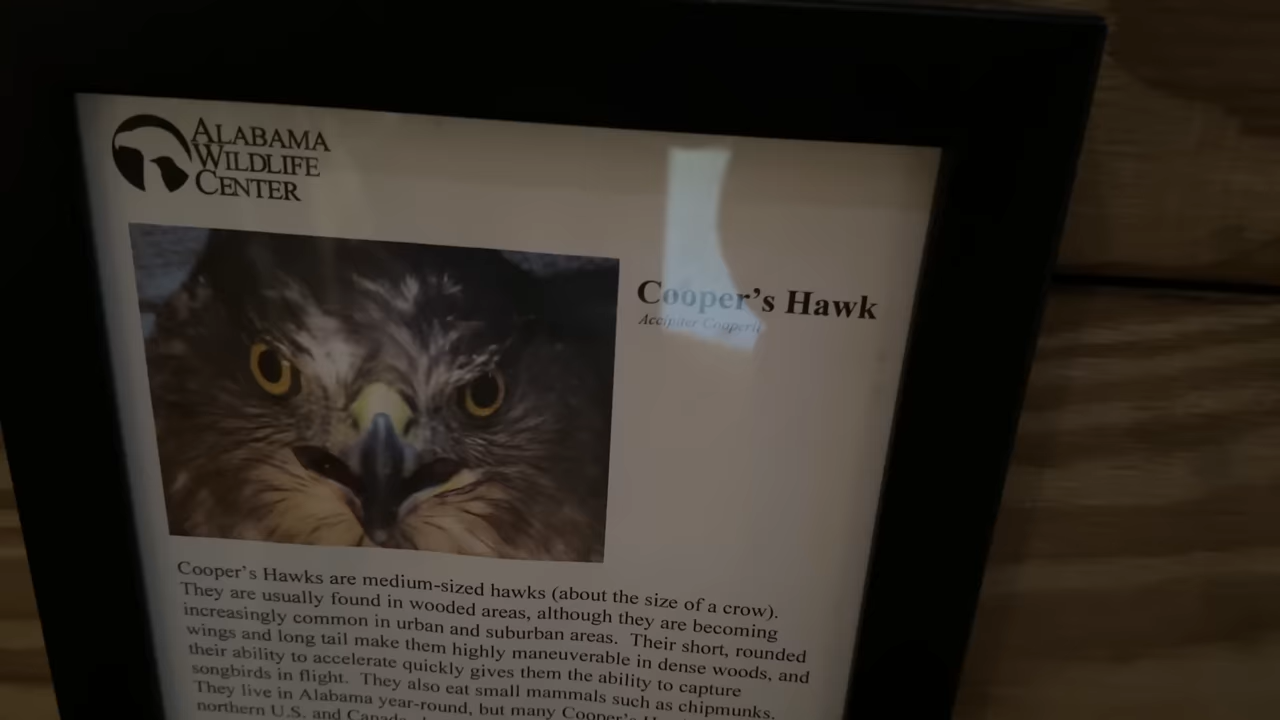 ALABAMA
WILDLIFE
CENTER
Cooper's Hawk
Accipiter Cooperii
Cooper's Hawks are medium-sized hawks (about the size of a crow).
They are usually found in wooded areas, although they are becoming
increasingly common in urban and suburban areas. Their short, rounded
wings and long tail make them highly maneuverable in dense woods, and
their ability to accelerate quickly gives them the ability to capture
songbirds in flight. They also eat small mammals such as chipmunks.
They live in Alabama year-round, but many Cooper's
northern U.S. and Canada